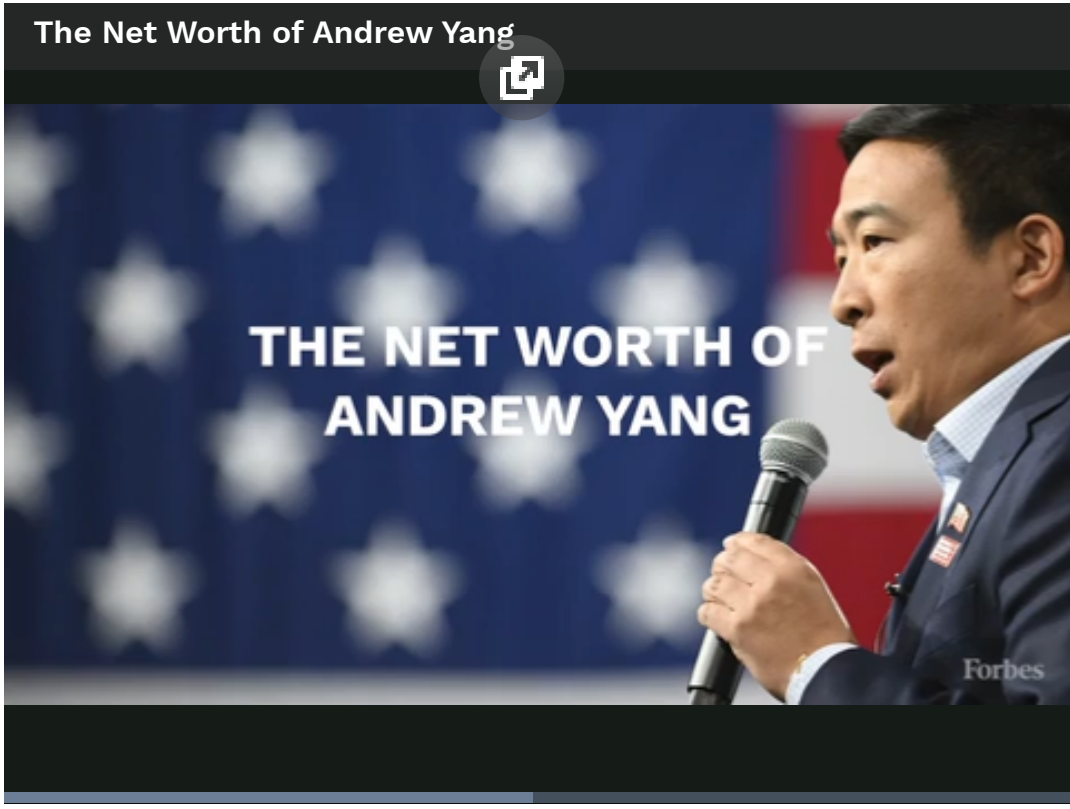 The Net Worth of Andrew Yang
THE NET WORTH OF
ANDREW YANG
Forbes